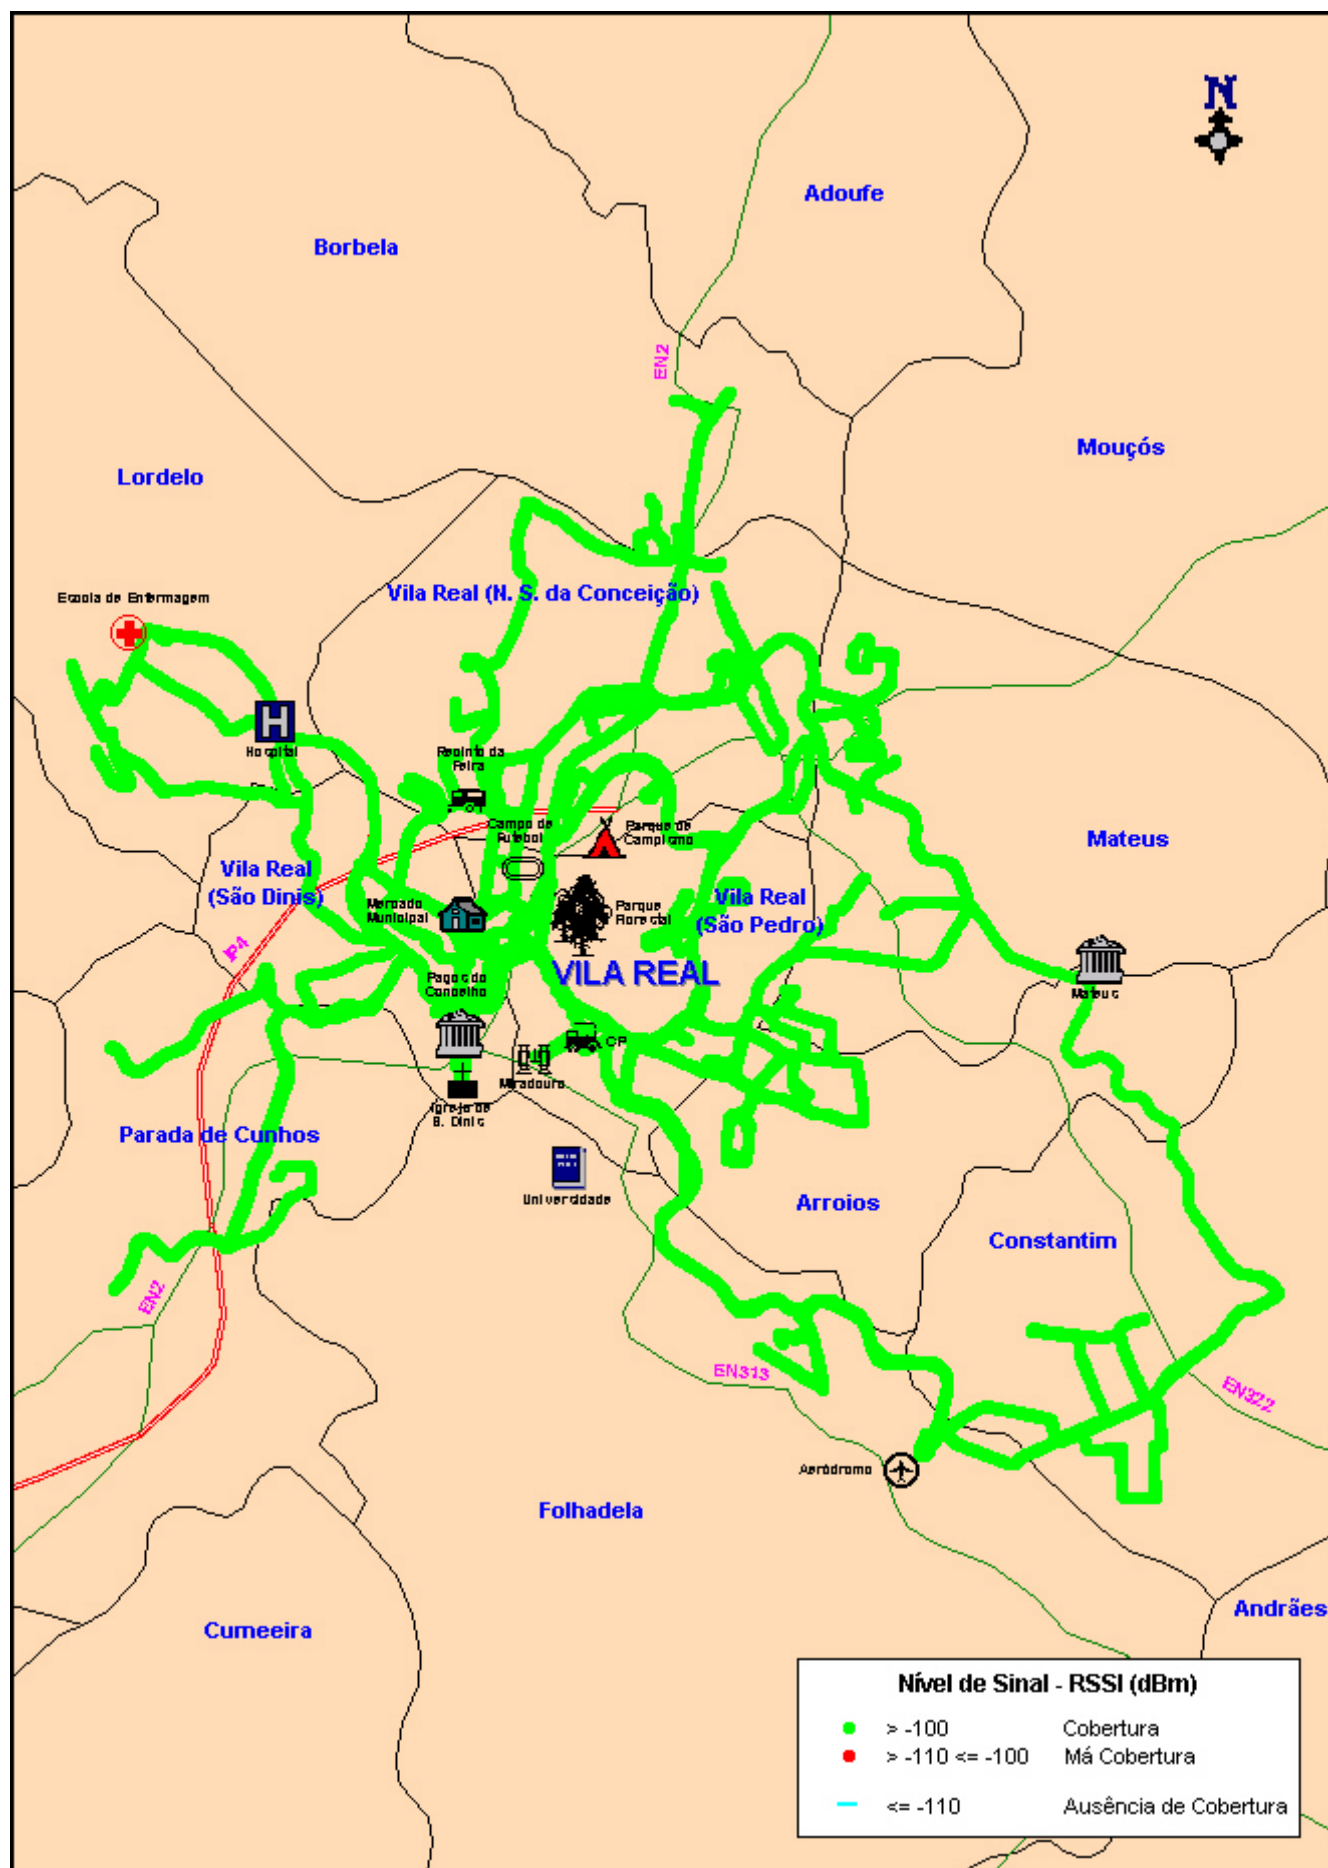 N
Adoufe
Borbela
EN2
Mouçós
Lordelo
Escola de Enfermagem
Vila Real (N. S. da Conceição)
H
Hospital
Recinto da
Feira
Campo de
Futebol
Parque de
Campismo
Mateus
Vila Real
(São Dinis)
Mercado
Municipal
Parque
Florestal
Vila Real
(São Pedro)
IP4
VILA REAL
Paços do
Concelho
Mateus
CP
Miradouro
Igreja de
S. Dinis
Parada de Cunhos
Universidade
Arroios
Constantim
EN2
EN313
EN322
Aeródromo
Folhadela
Cumeeira
Andrães
Nível de Sinal - RSSI (dBm)
> -100 Cobertura
> -110 <= -100 Má Cobertura
<= -110 Ausência de Cobertura